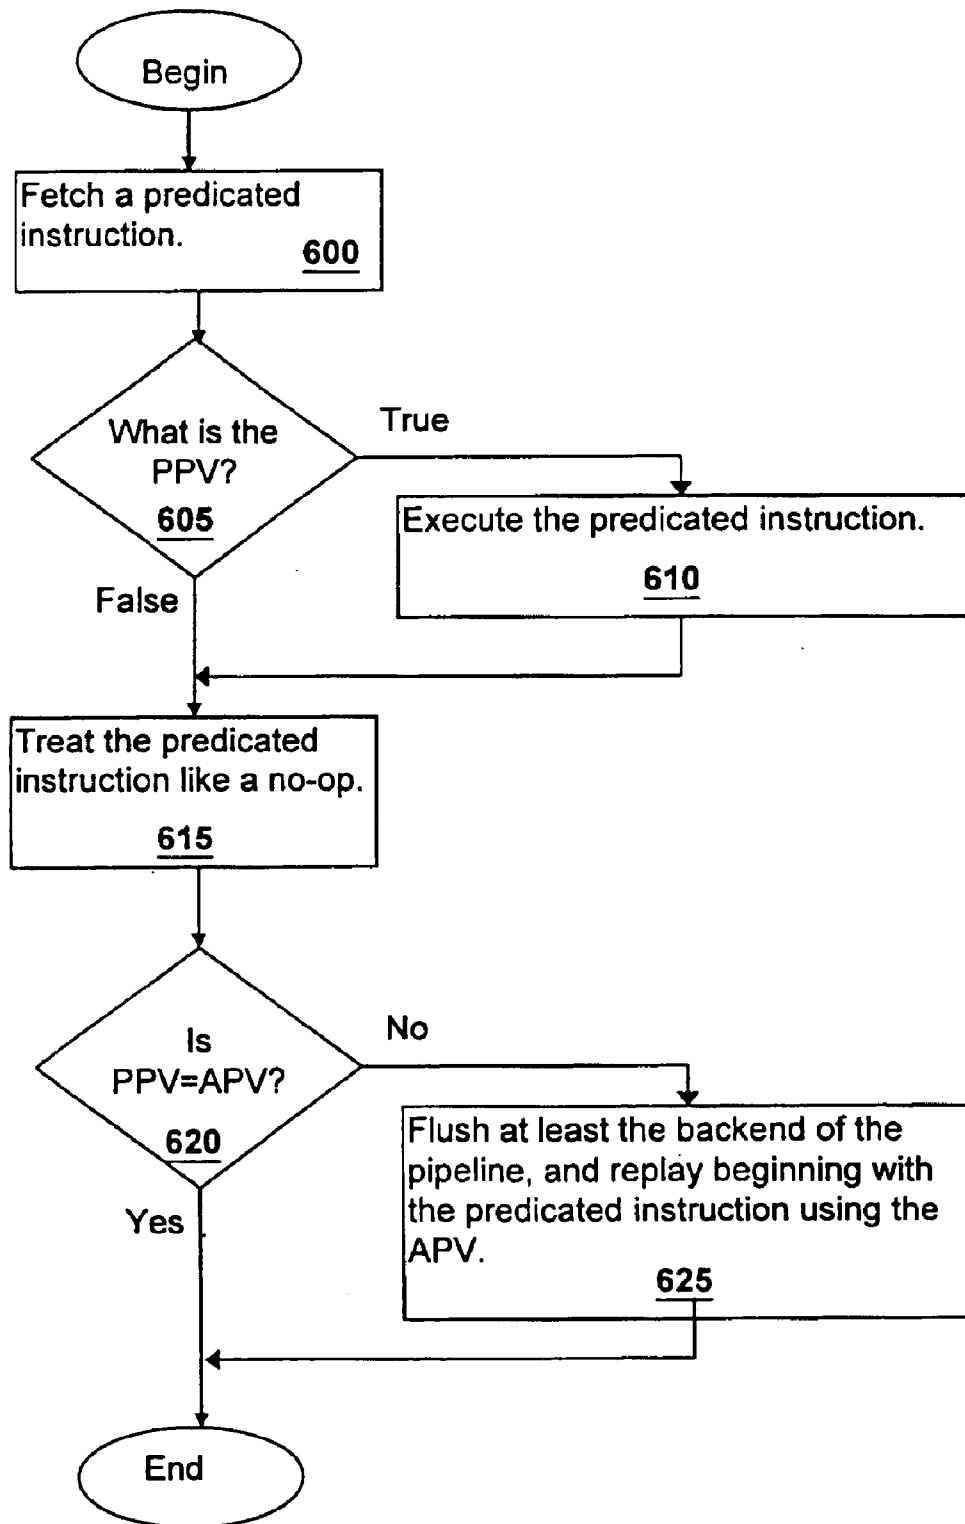 Begin
Fetch a predicated
instruction.
600
What is the
PPV?
605
True
Execute the predicated instruction.
610
False
Treat the predicated
instruction like a no-op.
615
Is
PPV=APV?
620
No
Flush at least the backend of the
pipeline, and replay beginning with
the predicated instruction using the
APV.
625
Yes
End